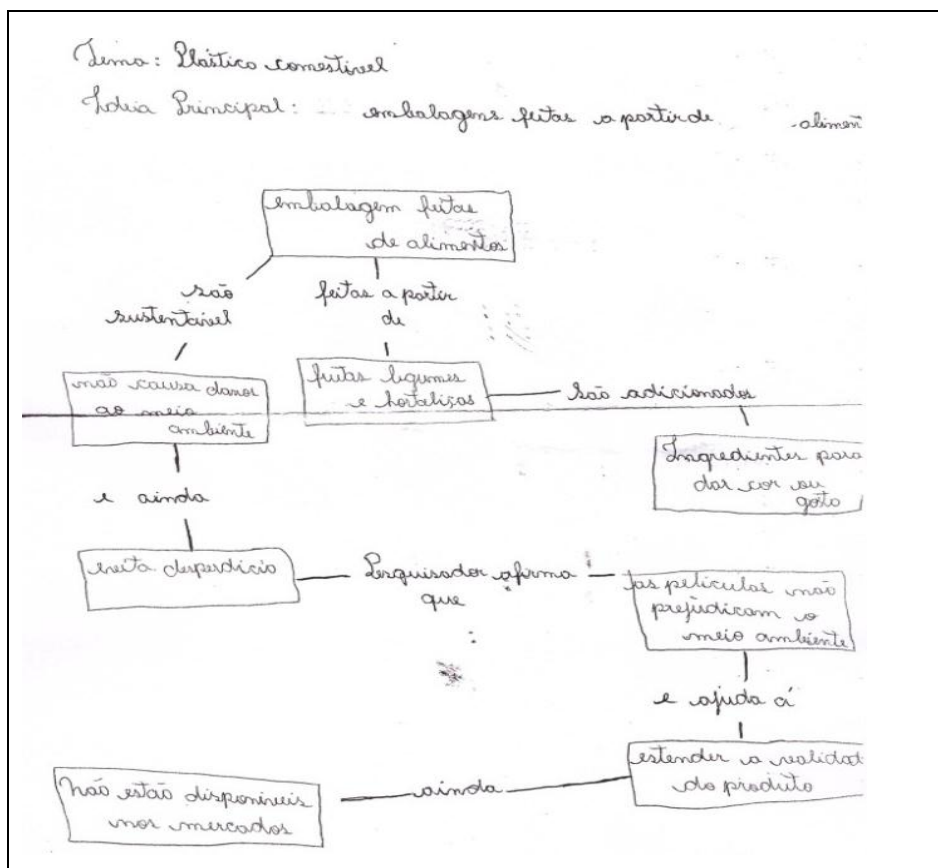 Tema: Plástico comestível
Ideia Principal: embalagens feitas a partir de alimen
embalagem feitas
de alimentos
são
sustentável
feitas a partir
de
não causa danos
ao meio
ambiente
frutas legumes
e hortaliças
são adicionados
Ingredientes para
dar cor ou
gosto
e ainda
evita desperdício
Pesquisador afirma
que
as películas não
prejudicam o
meio ambiente
e ajuda á
estender a
do produto
ainda
Não estão disponíveis
nos mercados